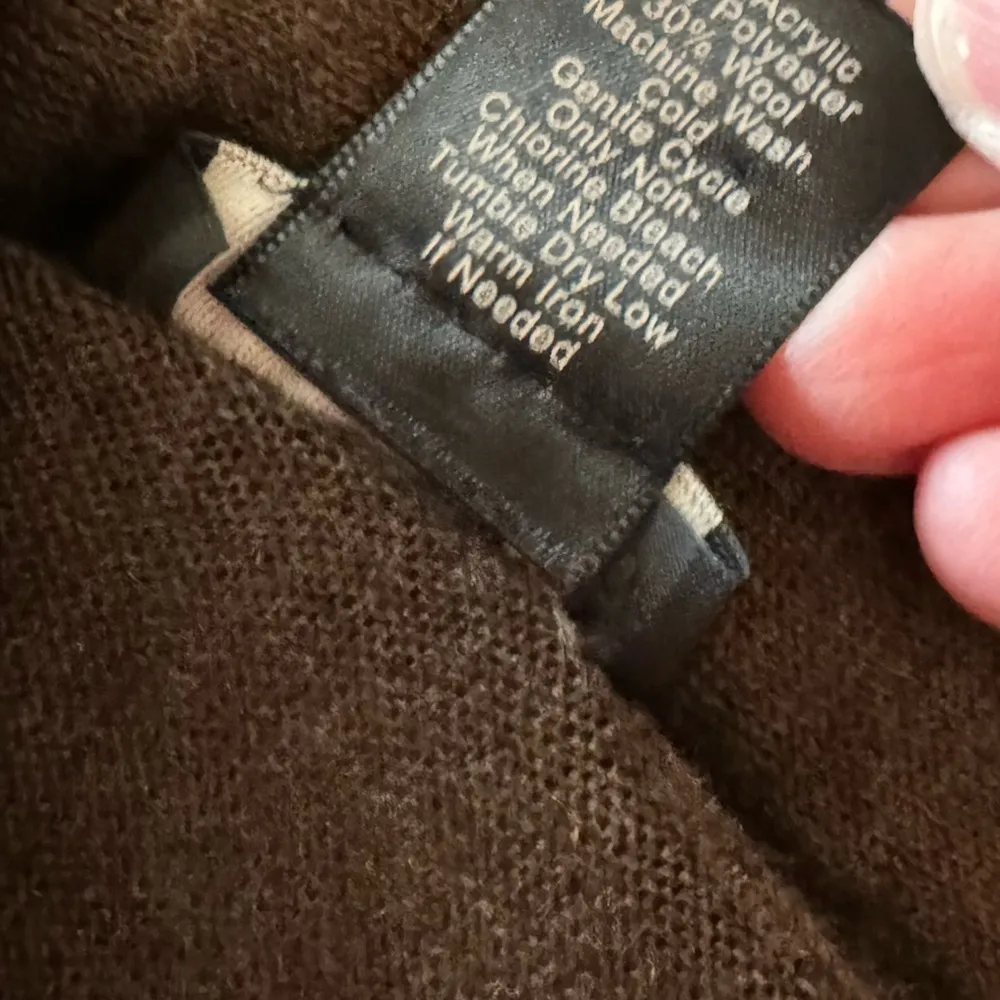 Acrylic
Polyester
30% Wool
Machine Wash
Cold
Gentle Cycle
Only Non-
Chlorine Bleach
When Needed
Tumble Dry Low
Warm Iron
If Needed